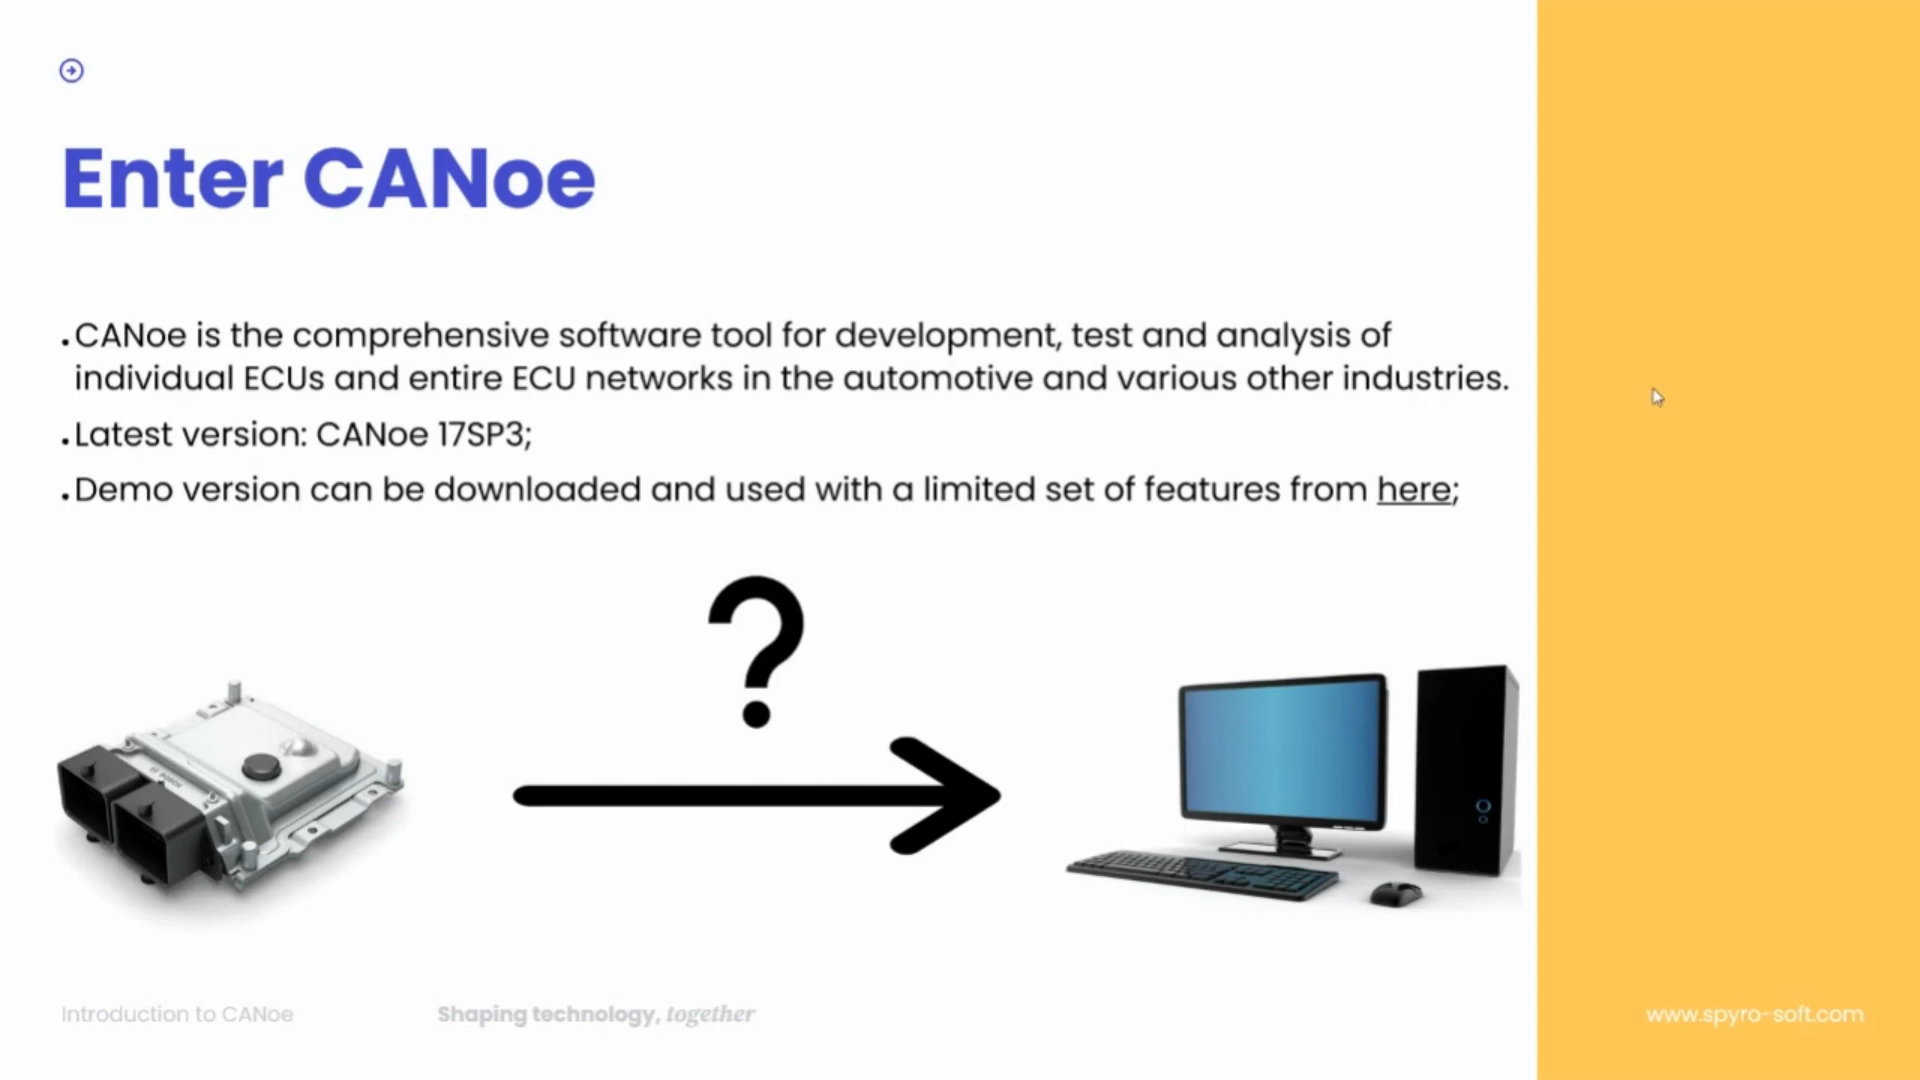 Enter CANoe
CANoe is the comprehensive software tool for development, test and analysis of
individual ECUs and entire ECU networks in the automotive and various other industries.
Latest version: CANoe 17SP3;
Demo version can be downloaded and used with a limited set of features from here;
?
BOSCH
Introduction to CANoe
Shaping technology, together
www.spyro-soft.com